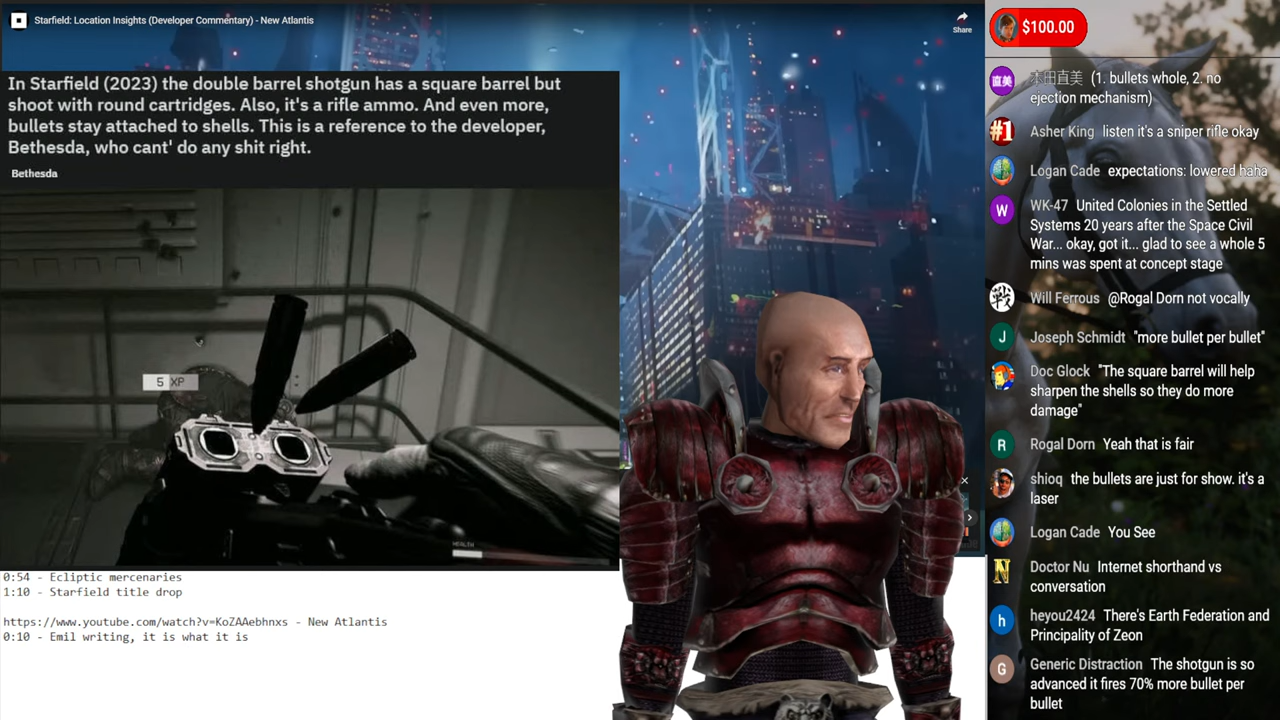 Starfield: Location Insights (Developer Commentary) - New Atlantis
Share
In Starfield (2023) the double barrel shotgun has a square barrel but
shoot with round cartridges. Also, it's a rifle ammo. And even more,
bullets stay attached to shells. This is a reference to the developer,
Bethesda, who cant' do any shit right.
Bethesda
5 XP
HEALTH
0:54 - Ecliptic mercenaries
1:10 - Starfield title drop
https://www.youtube.com/watch?v=KoZAAebhnxs - New Atlantis
0:10 - Emil writing, it is what it is
$100.00
直美 本田直美 (1. bullets whole, 2. no
ejection mechanism)
#1 Asher King listen it's a sniper rifle okay
Logan Cade expectations: lowered haha
W WK-47 United Colonies in the Settled
Systems 20 years after the Space Civil
War... okay, got it... glad to see a whole 5
mins was spent at concept stage
戦 Will Ferrous @Rogal Dorn not vocally
J Joseph Schmidt "more bullet per bullet"
Doc Glock "The square barrel will help
sharpen the shells so they do more
damage"
R Rogal Dorn Yeah that is fair
shioq the bullets are just for show. it's a
laser
Logan Cade You See
N Doctor Nu Internet shorthand vs
conversation
h heyou2424 There's Earth Federation and
Principality of Zeon
G Generic Distraction The shotgun is so
advanced it fires 70% more bullet per
bullet